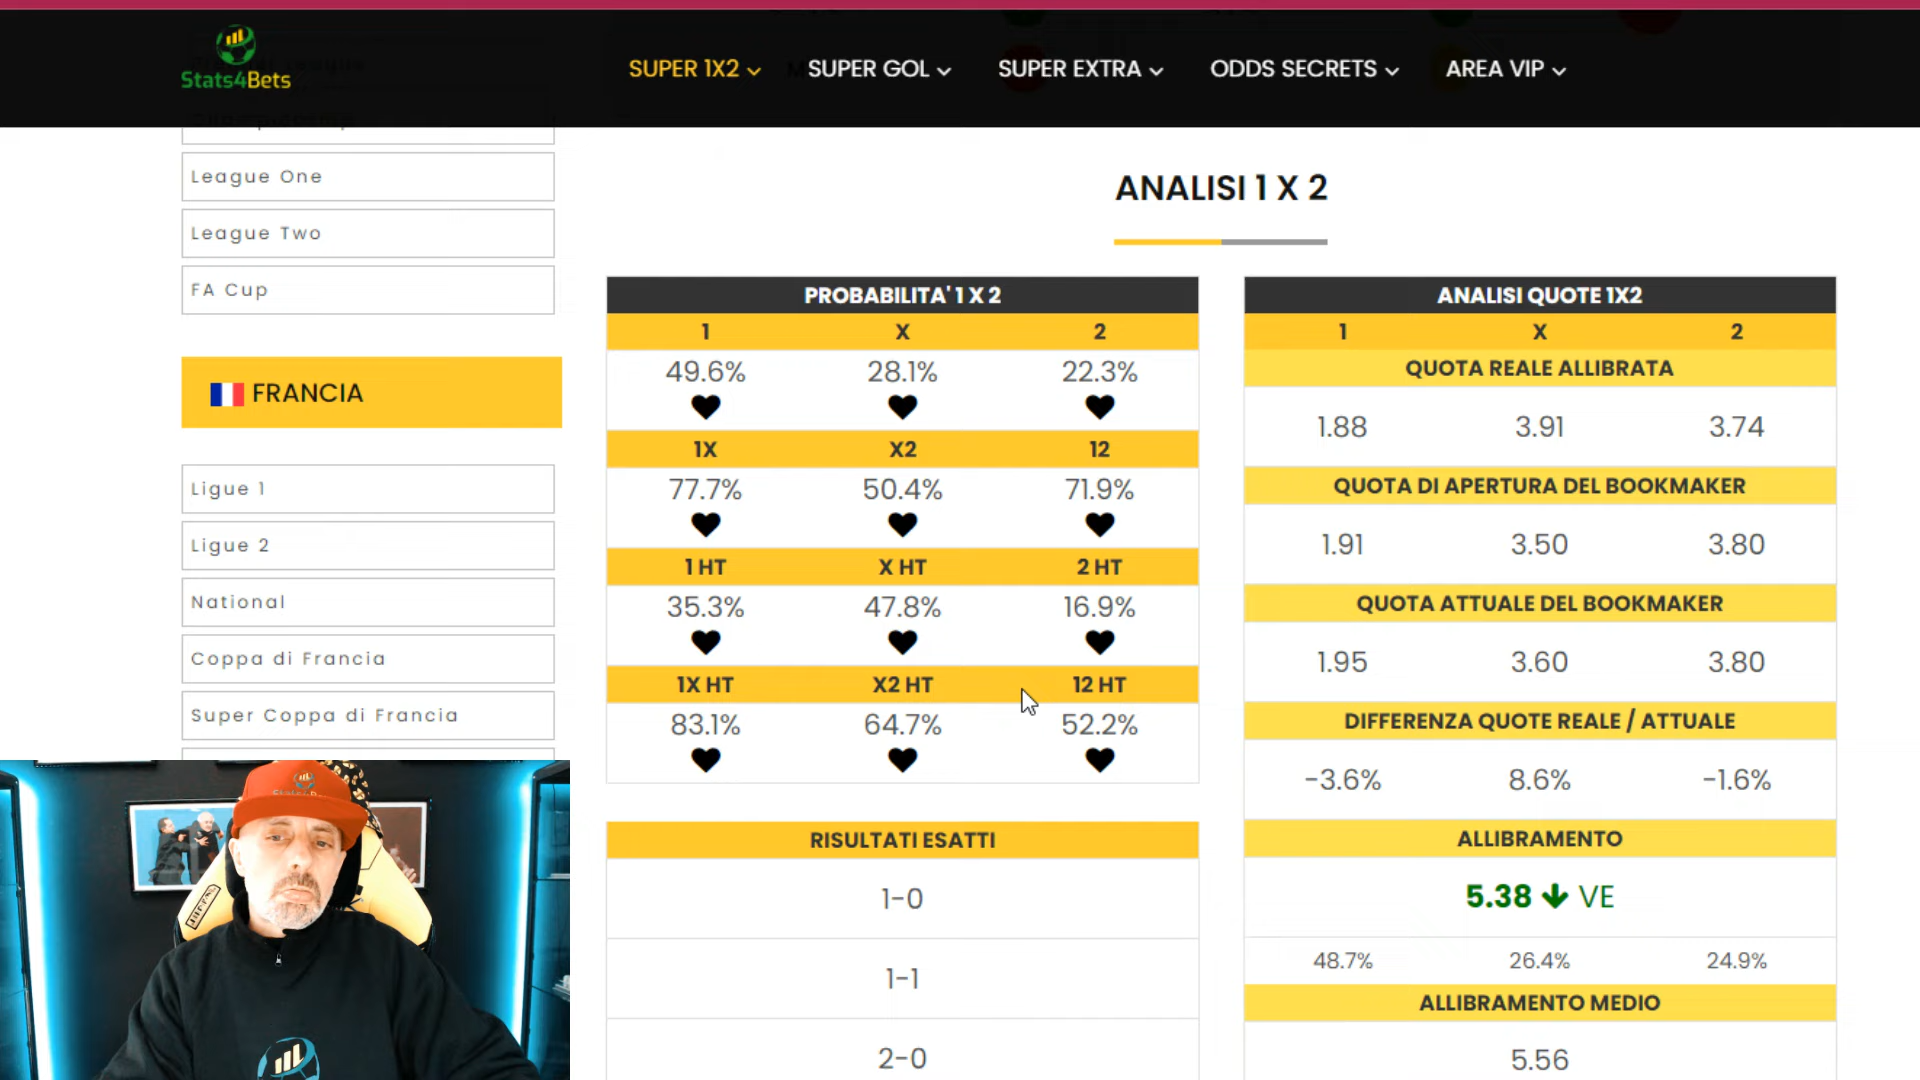 Stats4Bets
SUPER 1X2
SUPER GOL
SUPER EXTRA
ODDS SECRETS
AREA VIP
League One
League Two
FA Cup
FRANCIA
Ligue 1
Ligue 2
National
Coppa di Francia
Super Coppa di Francia
ANALISI 1 X 2
PROBABILITA' 1 X 2
1 X 2
49.6% 28.1% 22.3%
1X X2 12
77.7% 50.4% 71.9%
1 HT X HT 2 HT
35.3% 47.8% 16.9%
1X HT X2 HT 12 HT
83.1% 64.7% 52.2%
RISULTATI ESATTI
1-0
1-1
2-0
ANALISI QUOTE 1X2
1 X 2
QUOTA REALE ALLIBRATA
1.88 3.91 3.74
QUOTA DI APERTURA DEL BOOKMAKER
1.91 3.50 3.80
QUOTA ATTUALE DEL BOOKMAKER
1.95 3.60 3.80
DIFFERENZA QUOTE REALE / ATTUALE
-3.6% 8.6% -1.6%
ALLIBRAMENTO
5.38 VE
48.7% 26.4% 24.9%
ALLIBRAMENTO MEDIO
5.56